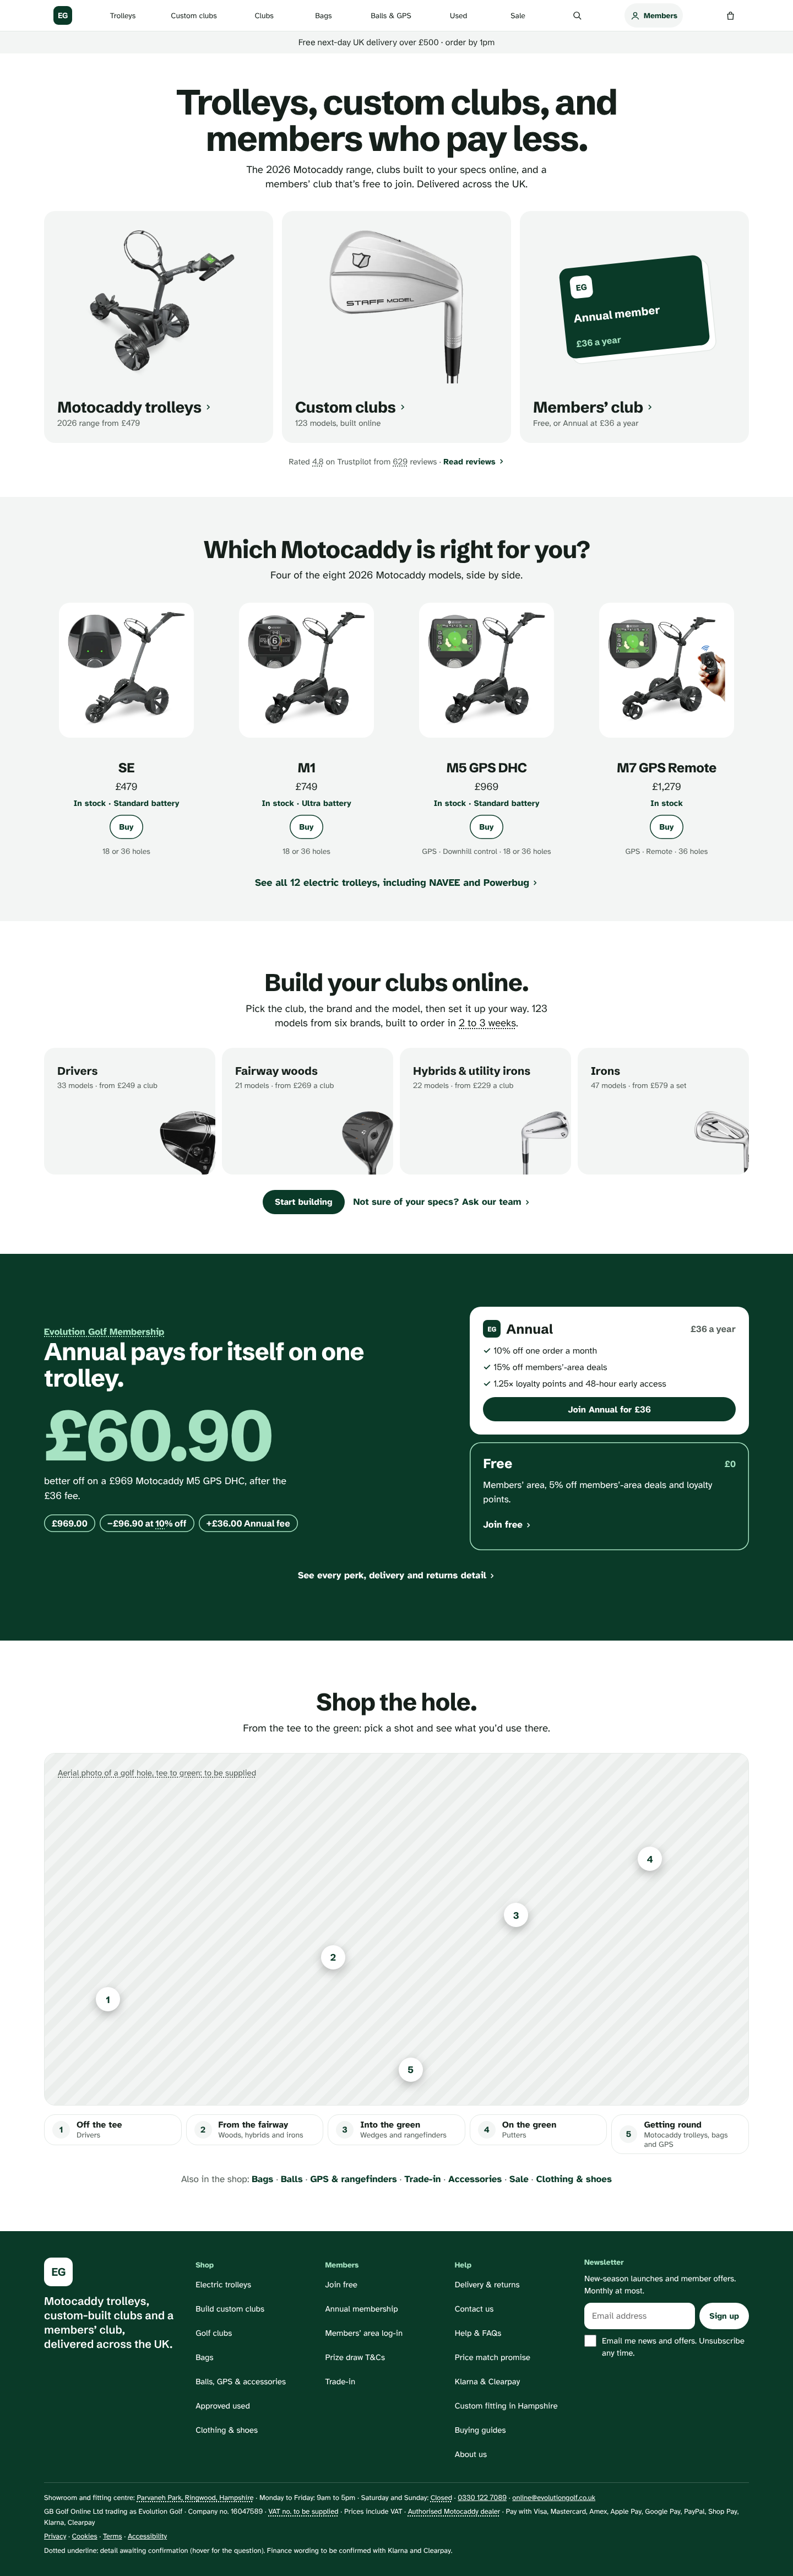 EG
Trolleys
Custom clubs
Clubs
Bags
Balls & GPS
Used
Sale
Members
Free next-day UK delivery over £500 · order by 1pm
Trolleys, custom clubs, and
members who pay less.
The 2026 Motocaddy range, clubs built to your specs online, and a
members' club that's free to join. Delivered across the UK.
STAFF MODEL
EG
Annual member
£36 a year
Motocaddy trolleys ›
2026 range from £479
Custom clubs ›
123 models, built online
Members' club ›
Free, or Annual at £36 a year
Rated 4.8 on Trustpilot from 629 reviews · Read reviews ›
Which Motocaddy is right for you?
Four of the eight 2026 Motocaddy models, side by side.
6
SE
£479
In stock · Standard battery
Buy
18 or 36 holes
M1
£749
In stock · Ultra battery
Buy
18 or 36 holes
M5 GPS DHC
£969
In stock · Standard battery
Buy
GPS · Downhill control · 18 or 36 holes
M7 GPS Remote
£1,279
In stock
Buy
GPS · Remote · 36 holes
See all 12 electric trolleys, including NAVEE and Powerbug ›
Build your clubs online.
Pick the club, the brand and the model, then set it up your way. 123
models from six brands, built to order in 2 to 3 weeks.
Drivers
33 models · from £249 a club
Fairway woods
21 models · from £269 a club
Hybrids & utility irons
22 models · from £229 a club
Irons
47 models · from £579 a set
Start building
Not sure of your specs? Ask our team ›
Evolution Golf Membership
Annual pays for itself on one
trolley.
£60.90
better off on a £969 Motocaddy M5 GPS DHC, after the
£36 fee.
£969.00
−£96.90 at 10% off
+£36.00 Annual fee
EG
Annual
£36 a year
✓ 10% off one order a month
✓ 15% off members'-area deals
✓ 1.25× loyalty points and 48-hour early access
Join Annual for £36
Free
£0
Members' area, 5% off members'-area deals and loyalty
points.
Join free ›
See every perk, delivery and returns detail ›
Shop the hole.
From the tee to the green: pick a shot and see what you'd use there.
Aerial photo of a golf hole, tee to green: to be supplied
4
3
2
1
5
1
Off the tee
Drivers
2
From the fairway
Woods, hybrids and irons
3
Into the green
Wedges and rangefinders
4
On the green
Putters
5
Getting round
Motocaddy trolleys, bags
and GPS
Also in the shop: Bags · Balls · GPS & rangefinders · Trade-in · Accessories · Sale · Clothing & shoes
EG
Motocaddy trolleys,
custom-built clubs and a
members' club,
delivered across the UK.
Shop
Electric trolleys
Build custom clubs
Golf clubs
Bags
Balls, GPS & accessories
Approved used
Clothing & shoes
Members
Join free
Annual membership
Members' area log-in
Prize draw T&Cs
Trade-in
Help
Delivery & returns
Contact us
Help & FAQs
Price match promise
Klarna & Clearpay
Custom fitting in Hampshire
Buying guides
About us
Newsletter
New-season launches and member offers.
Monthly at most.
Email address
Sign up
Email me news and offers. Unsubscribe
any time.
Showroom and fitting centre: Parvaneh Park, Ringwood, Hampshire · Monday to Friday: 9am to 5pm · Saturday and Sunday: Closed · 0330 122 7089 · online@evolutiongolf.co.uk
GB Golf Online Ltd trading as Evolution Golf · Company no. 16047589 · VAT no. to be supplied · Prices include VAT · Authorised Motocaddy dealer · Pay with Visa, Mastercard, Amex, Apple Pay, Google Pay, PayPal, Shop Pay,
Klarna, Clearpay
Privacy · Cookies · Terms · Accessibility
Dotted underline: detail awaiting confirmation (hover for the question). Finance wording to be confirmed with Klarna and Clearpay.